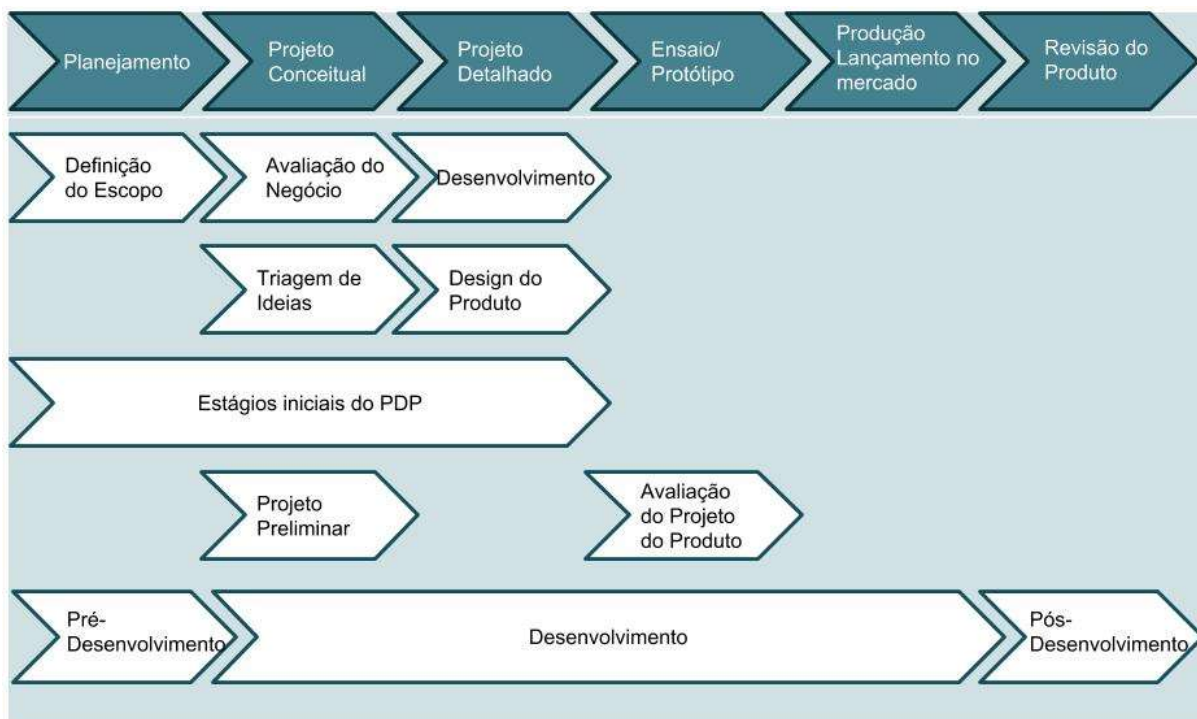 Planejamento
Projeto
Conceitual
Projeto
Detalhado
Ensaio/
Protótipo
Produção
Lançamento no
mercado
Revisão do
Produto
Definição
do Escopo
Avaliação do
Negócio
Desenvolvimento
Triagem de
Ideias
Design do
Produto
Estágios iniciais do PDP
Projeto
Preliminar
Avaliação
do Projeto
do Produto
Pré-
Desenvolvimento
Desenvolvimento
Pós-
Desenvolvimento